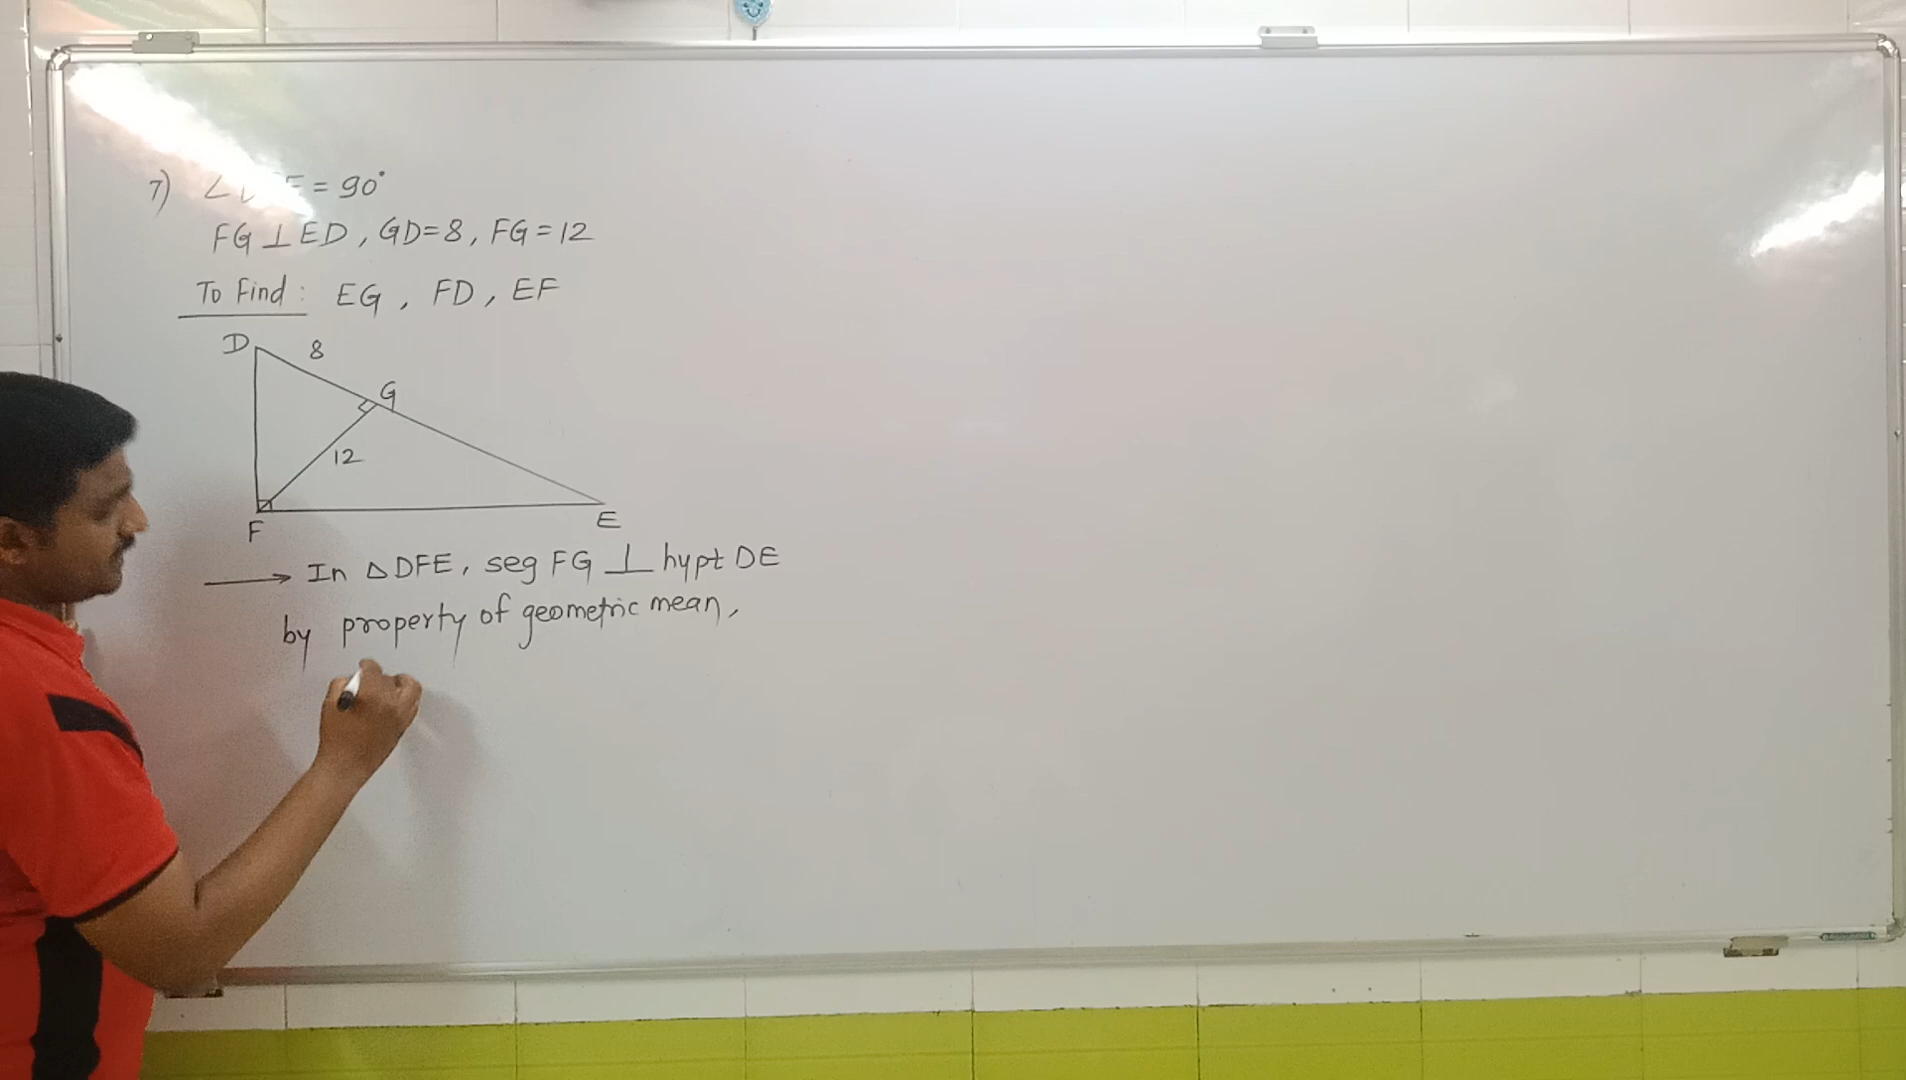 7) ∠ = 90°
FG ⊥ ED, GD=8, FG=12
To Find: EG, FD, EF
D
8
G
12
F
E
→ In △DFE, seg FG ⊥ hypt DE
by property of geometric mean,